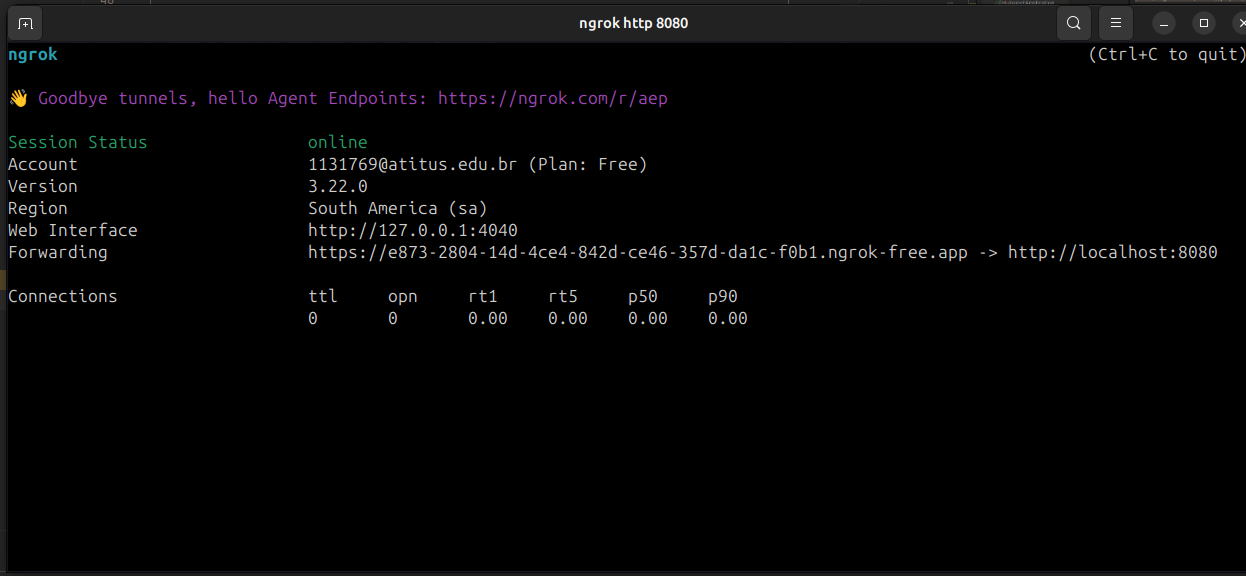 ngrok http 8080
ngrok (Ctrl+C to quit)
👋 Goodbye tunnels, hello Agent Endpoints: https://ngrok.com/r/aep
Session Status online
Account 1131769@atitus.edu.br (Plan: Free)
Version 3.22.0
Region South America (sa)
Web Interface http://127.0.0.1:4040
Forwarding https://e873-2804-14d-4ce4-842d-ce46-357d-da1c-f0b1.ngrok-free.app -> http://localhost:8080
Connections ttl opn rt1 rt5 p50 p90
0 0 0.00 0.00 0.00 0.00